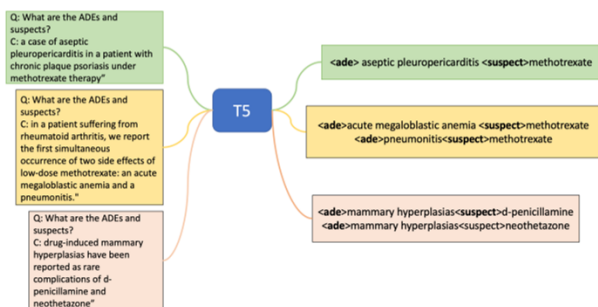 Q: What are the ADEs and
suspects?
C: a case of aseptic
pleuropericarditis in a patient with
chronic plaque psoriasis under
methotrexate therapy”
Q: What are the ADEs and
suspects?
C: in a patient suffering from
rheumatoid arthritis, we report
the first simultaneous
occurrence of two side effects of
low-dose methotrexate: an acute
megaloblastic anemia and a
pneumonitis."
Q: What are the ADEs and
suspects?
C: drug-induced mammary
hyperplasias have been
reported as rare
complications of d-
penicillamine and
neothetazone”
T5
<ade> aseptic pleuropericarditis <suspect>methotrexate
<ade>acute megaloblastic anemia <suspect>methotrexate
<ade>pneumonitis<suspect>methotrexate
<ade>mammary hyperplasias<suspect>d-penicillamine
<ade>mammary hyperplasias<suspect>neothetazone